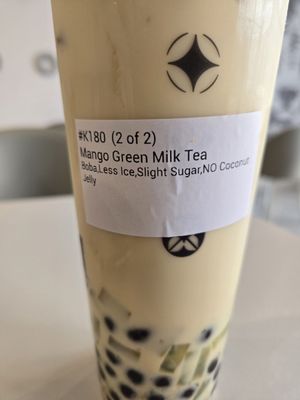 #K180 (2 of 2)
Mango Green Milk Tea
Boba,Less Ice,Slight Sugar,NO Coconut
Jelly